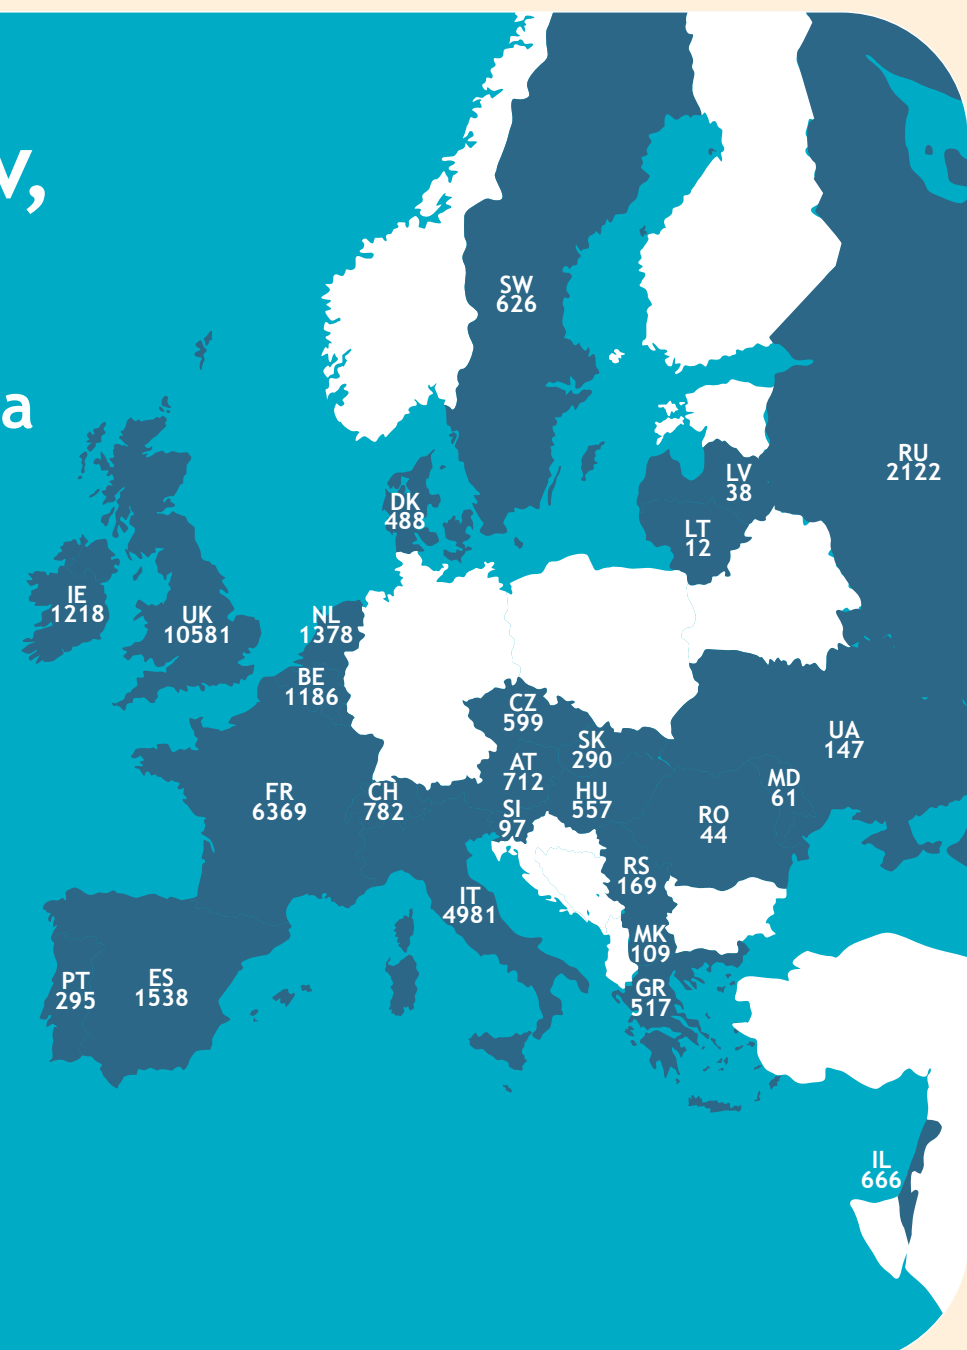 v,
a
SW
626
RU
2122
LV
38
DK
488
LT
12
IE
1218
UK
10581
NL
1378
BE
1186
CZ
599
UA
147
SK
290
AT
712
MD
61
FR
6369
CH
782
HU
557
SI
97
RO
44
RS
169
IT
4981
MK
109
PT
295
ES
1538
GR
517
IL
666